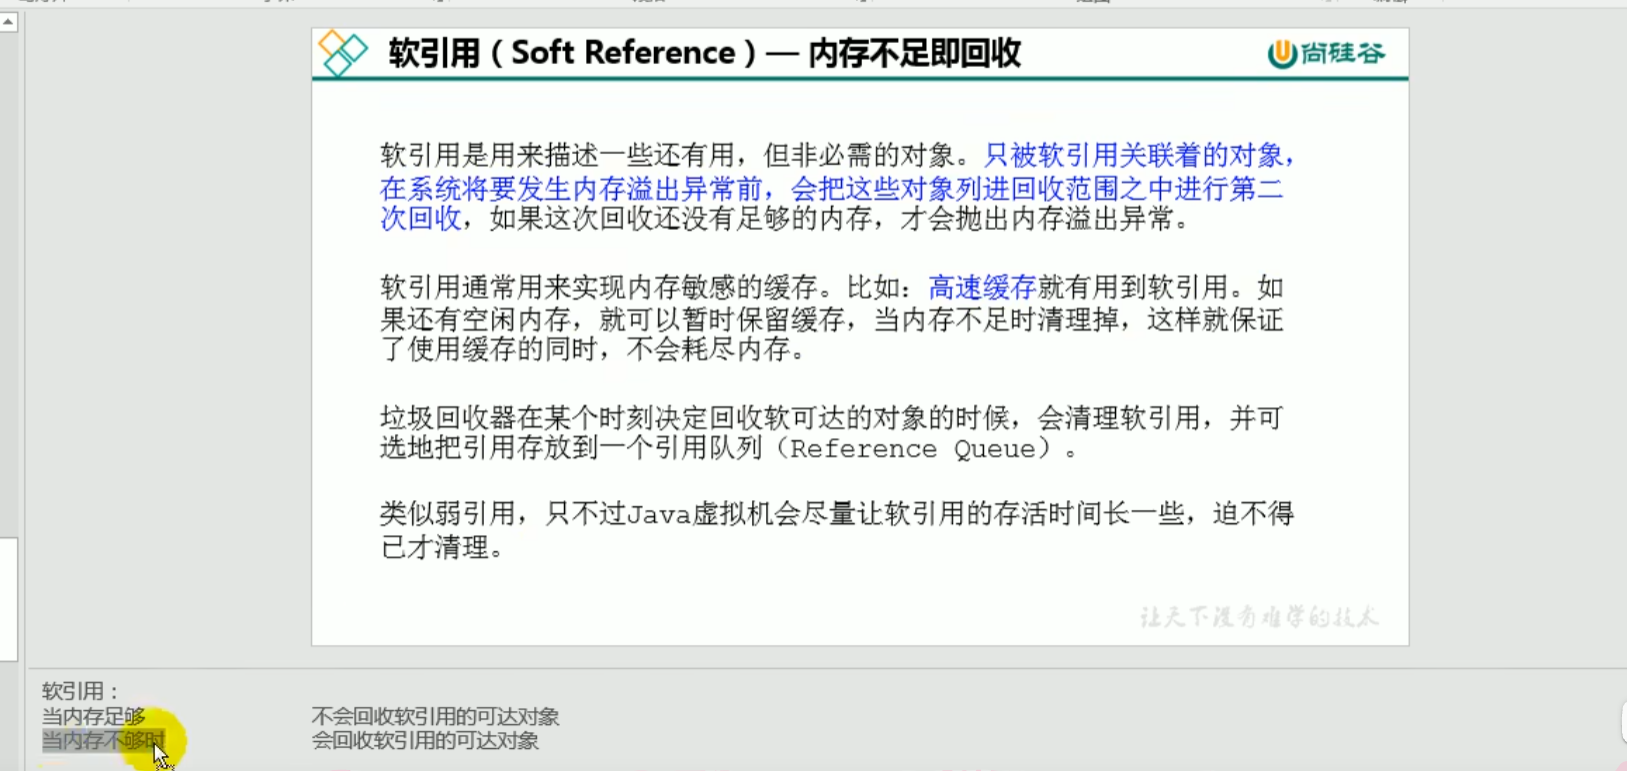 软引用（Soft Reference）— 内存不足即回收
尚硅谷
软引用是用来描述一些还有用，但非必需的对象。只被软引用关联着的对象，
在系统将要发生内存溢出异常前，会把这些对象列进回收范围之中进行第二
次回收，如果这次回收还没有足够的内存，才会抛出内存溢出异常。
软引用通常用来实现内存敏感的缓存。比如：高速缓存就有用到软引用。如
果还有空闲内存，就可以暂时保留缓存，当内存不足时清理掉，这样就保证
了使用缓存的同时，不会耗尽内存。
垃圾回收器在某个时刻决定回收软可达的对象的时候，会清理软引用，并可
选地把引用存放到一个引用队列（Reference Queue）。
类似弱引用，只不过Java虚拟机会尽量让软引用的存活时间长一些，迫不得
已才清理。
让天下没有难学的技术
软引用：
当内存足够 不会回收软引用的可达对象
当内存不够时 会回收软引用的可达对象